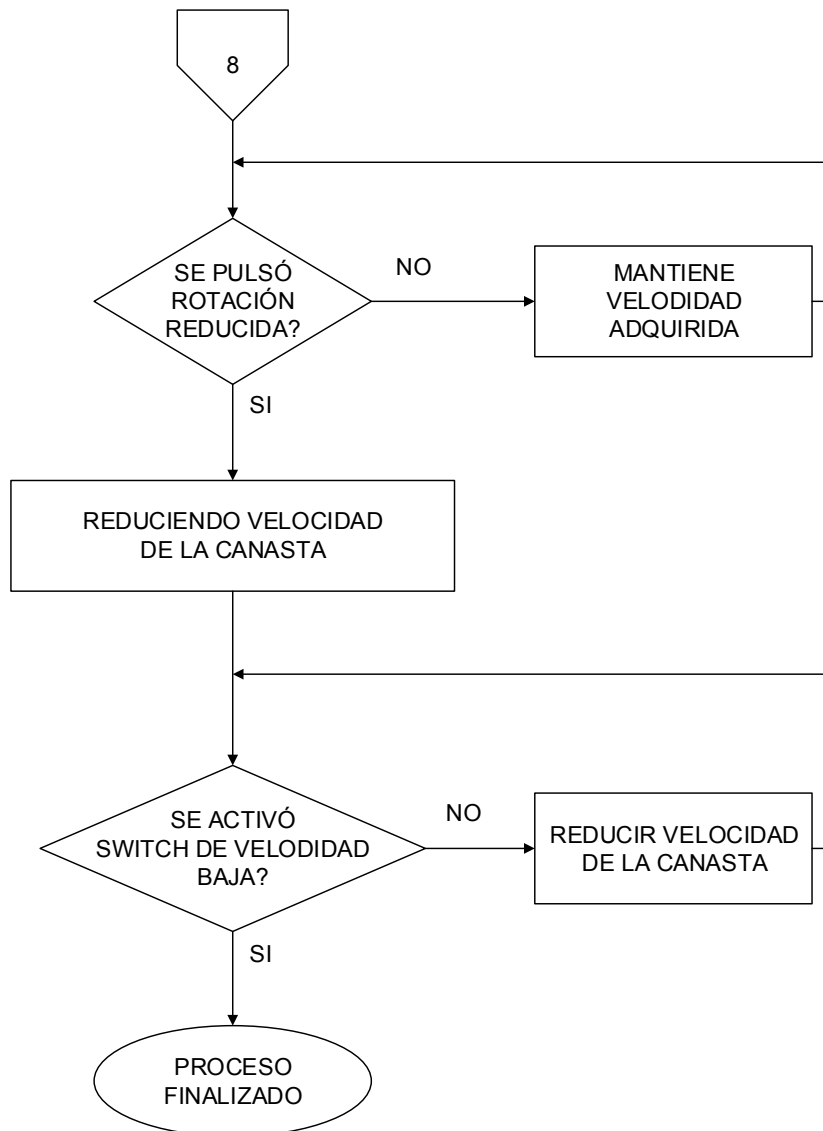 8
SE PULSÓ
ROTACIÓN
REDUCIDA?
NO
MANTIENE
VELODIDAD
ADQUIRIDA
SI
REDUCIENDO VELOCIDAD
DE LA CANASTA
SE ACTIVÓ
SWITCH DE VELODIDAD
BAJA?
NO
REDUCIR VELOCIDAD
DE LA CANASTA
SI
PROCESO
FINALIZADO